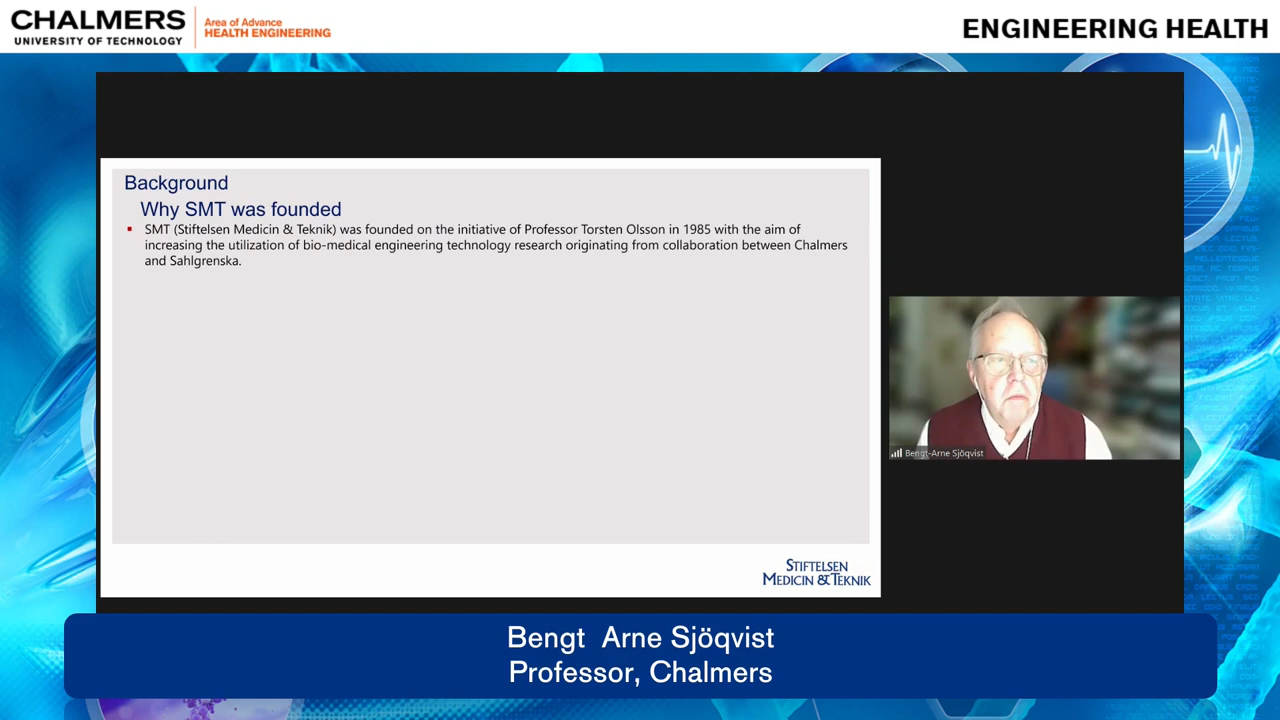 CHALMERS
UNIVERSITY OF TECHNOLOGY
Area of Advance
HEALTH ENGINEERING
ENGINEERING HEALTH
Background
Why SMT was founded
SMT (Stiftelsen Medicin & Teknik) was founded on the initiative of Professor Torsten Olsson in 1985 with the aim of
increasing the utilization of bio-medical engineering technology research originating from collaboration between Chalmers
and Sahlgrenska.
STIFTELSEN
MEDICIN & TEKNIK
Bengt-Arne Sjöqvist
Bengt Arne Sjöqvist
Professor, Chalmers